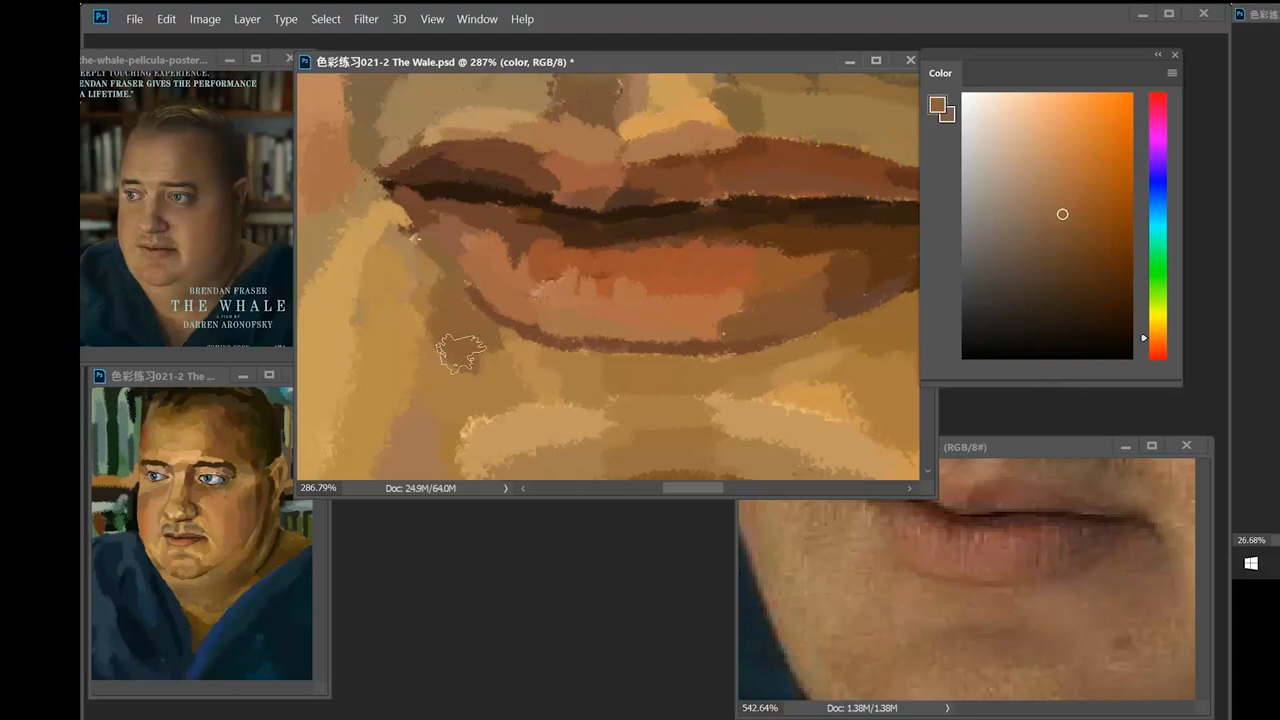 Ps
File Edit Image Layer Type Select Filter 3D View Window Help
色彩练
the-whale-pelicula-poster...
色彩练习021-2 The Wale.psd @ 287% (color, RGB/8) *
Color
EEPLY TOUCHING EXPERIENCE.
ENDAN FRASER GIVES THE PERFORMANCE
A LIFETIME."
BRENDAN FRASER
THE WHALE
A FILM BY
DARREN ARONOFSKY
COMING SOON
色彩练习021-2 The ...
(RGB/8#)
286.79% Doc: 24.9M/64.0M
26.68%
542.64% Doc: 1.38M/1.38M